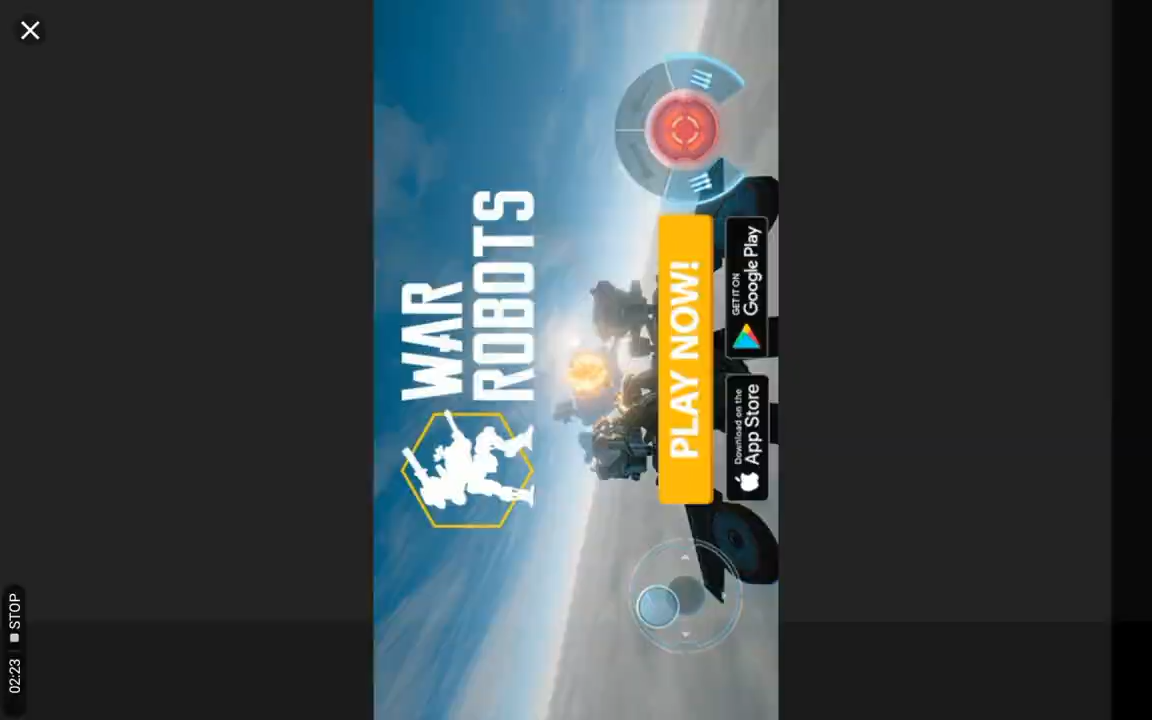 WAR
ROBOTS
PLAY NOW!
Download on the
App Store
GET IT ON
Google Play
02:23
STOP